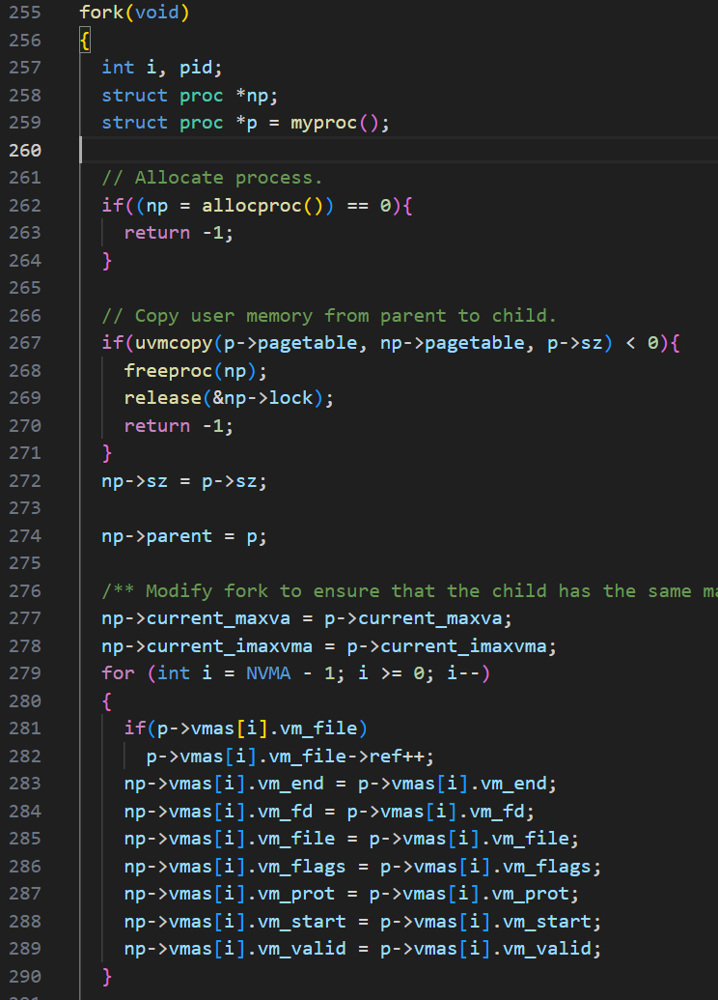 255 fork(void)
256 {
257   int i, pid;
258   struct proc *np;
259   struct proc *p = myproc();
260
261   // Allocate process.
262   if((np = allocproc()) == 0){
263     return -1;
264   }
265
266   // Copy user memory from parent to child.
267   if(uvmcopy(p->pagetable, np->pagetable, p->sz) < 0){
268     freeproc(np);
269     release(&np->lock);
270     return -1;
271   }
272   np->sz = p->sz;
273
274   np->parent = p;
275
276   /** Modify fork to ensure that the child has the same
277   np->current_maxva = p->current_maxva;
278   np->current_imaxvma = p->current_imaxvma;
279   for (int i = NVMA - 1; i >= 0; i--)
280   {
281     if(p->vmas[i].vm_file)
282       p->vmas[i].vm_file->ref++;
283     np->vmas[i].vm_end = p->vmas[i].vm_end;
284     np->vmas[i].vm_fd = p->vmas[i].vm_fd;
285     np->vmas[i].vm_file = p->vmas[i].vm_file;
286     np->vmas[i].vm_flags = p->vmas[i].vm_flags;
287     np->vmas[i].vm_prot = p->vmas[i].vm_prot;
288     np->vmas[i].vm_start = p->vmas[i].vm_start;
289     np->vmas[i].vm_valid = p->vmas[i].vm_valid;
290   }